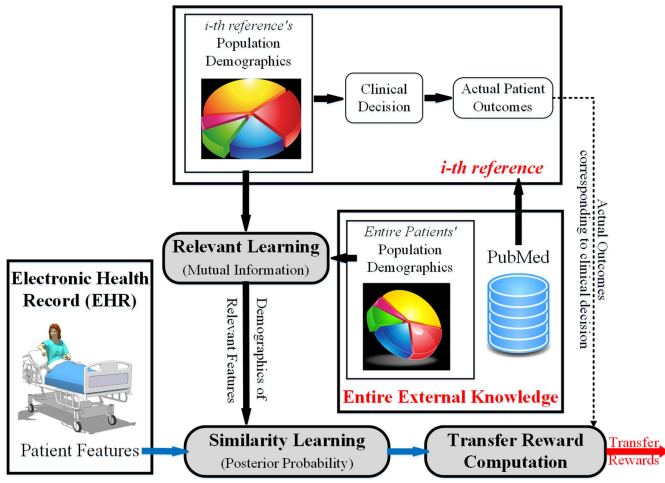 i-th reference's
Population
Demographics
Clinical
Decision
Actual Patient
Outcomes
i-th reference
Actual Outcomes
corresponding to clinical decision
Relevant Learning
(Mutual Information)
Entire Patients'
Population
Demographics
PubMed
Entire External Knowledge
Electronic Health
Record (EHR)
Patient Features
Demographics of
Relevant Features
Similarity Learning
(Posterior Probability)
Transfer Reward
Computation
Transfer
Rewards